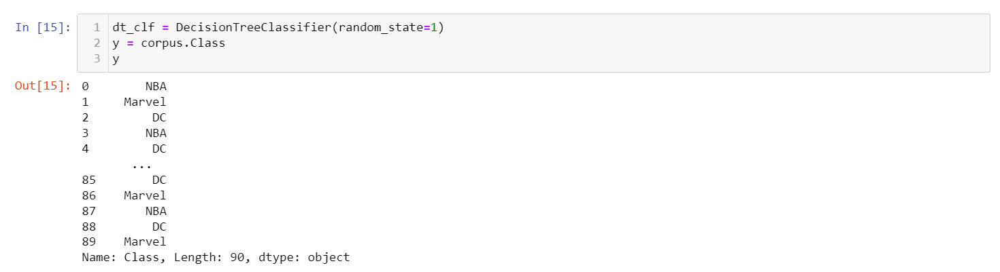 In [15]:
1 dt_clf = DecisionTreeClassifier(random_state=1)
2 y = corpus.Class
3 y
Out[15]:
0        NBA
1     Marvel
2         DC
3        NBA
4         DC
       ...
85        DC
86    Marvel
87       NBA
88        DC
89    Marvel
Name: Class, Length: 90, dtype: object